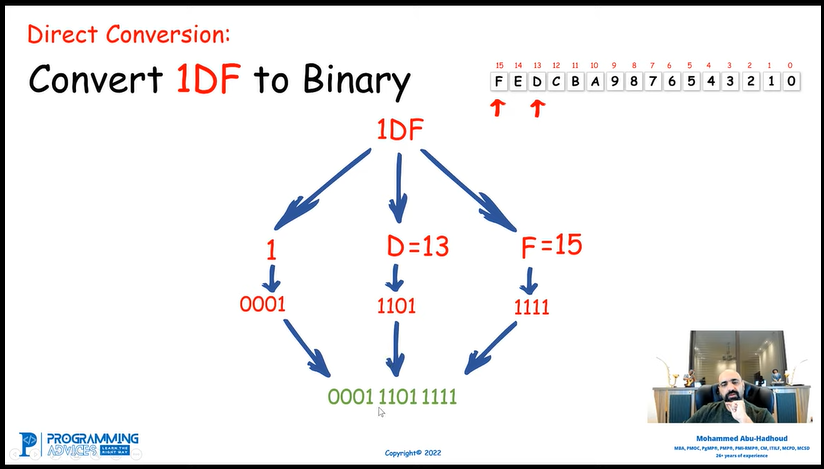 Direct Conversion:
Convert 1DF to Binary
15 14 13 12 11 10 9 8 7 6 5 4 3 2 1 0
F E D C B A 9 8 7 6 5 4 3 2 1 0
1DF
1 D=13 F=15
0001 1101 1111
0001 1101 1111
PROGRAMMING
ADVICES LEARN THE RIGHT WAY
Copyright© 2022
Mohammed Abu-Hadhoud
MBA, PMOC, PgMP®, PMP®, PMI-RMP®, CM, ITILF, MCPD, MCSD
26+ years of experience